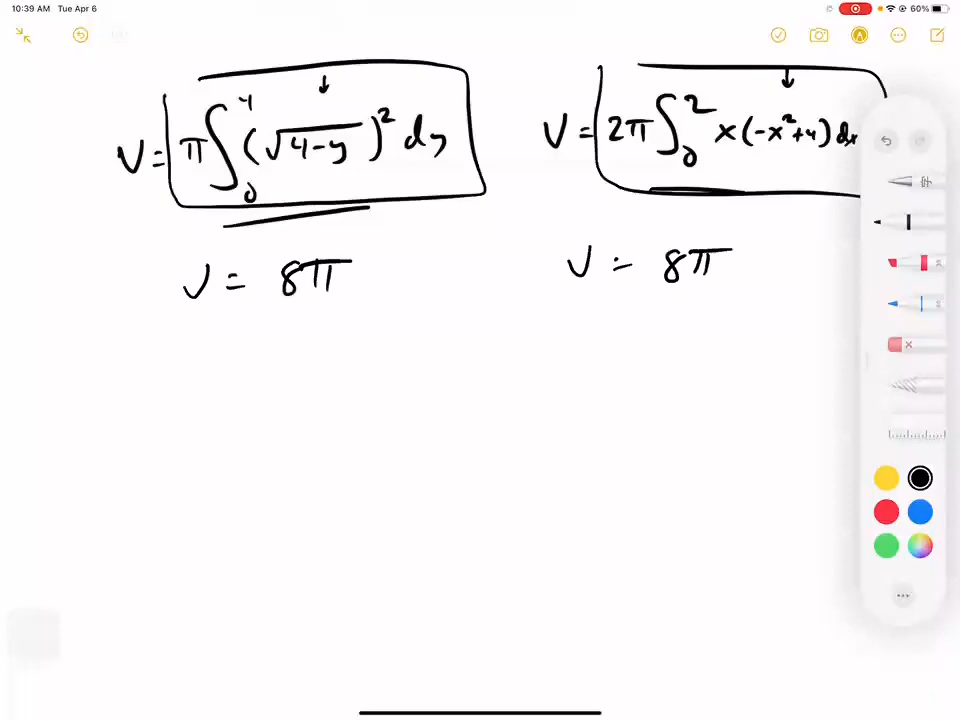 10:39 AM Tue Apr 6 60%
V = π∫₀⁴ (√4-y)² dy
V = 2π∫₀² x(-x²+4) dx
V = 8π
V = 8π